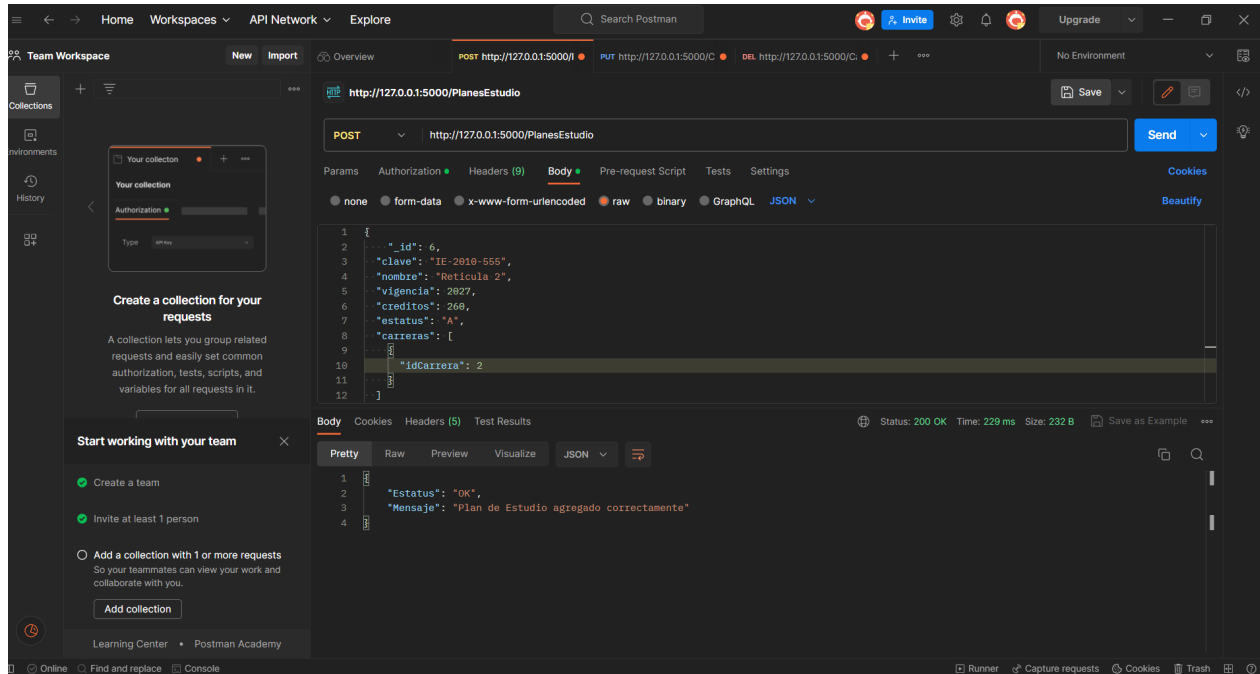 Home Workspaces API Network Explore Search Postman Invite Upgrade
Team Workspace New Import Overview POST http://127.0.0.1:5000/l PUT http://127.0.0.1:5000/C DEL http://127.0.0.1:5000/C No Environment
Collections
HTTP http://127.0.0.1:5000/PlanesEstudio Save
POST http://127.0.0.1:5000/PlanesEstudio Send
Environments
Your collecton
Params Authorization Headers (9) Body Pre-request Script Tests Settings Cookies
Your collection
History
none form-data x-www-form-urlencoded raw binary GraphQL JSON Beautify
Authorization
Type API Key
1 {
2 "_id": 6,
3 "clave": "IE-2010-555",
4 "nombre": "Reticula 2",
5 "vigencia": 2027,
6 "creditos": 260,
7 "estatus": "A",
8 "carreras": [
9 {
10 "idCarrera": 2
11 }
12 ]
Create a collection for your
requests
A collection lets you group related
requests and easily set common
authorization, tests, scripts, and
variables for all requests in it.
Body Cookies Headers (5) Test Results Status: 200 OK Time: 229 ms Size: 232 B Save as Example
Start working with your team
Pretty Raw Preview Visualize JSON
1 {
2 "Estatus": "OK",
3 "Mensaje": "Plan de Estudio agregado correctamente"
4 }
Create a team
Invite at least 1 person
Add a collection with 1 or more requests
So your teammates can view your work and
collaborate with you.
Add collection
Learning Center • Postman Academy
Online Find and replace Console Runner Capture requests Cookies Trash